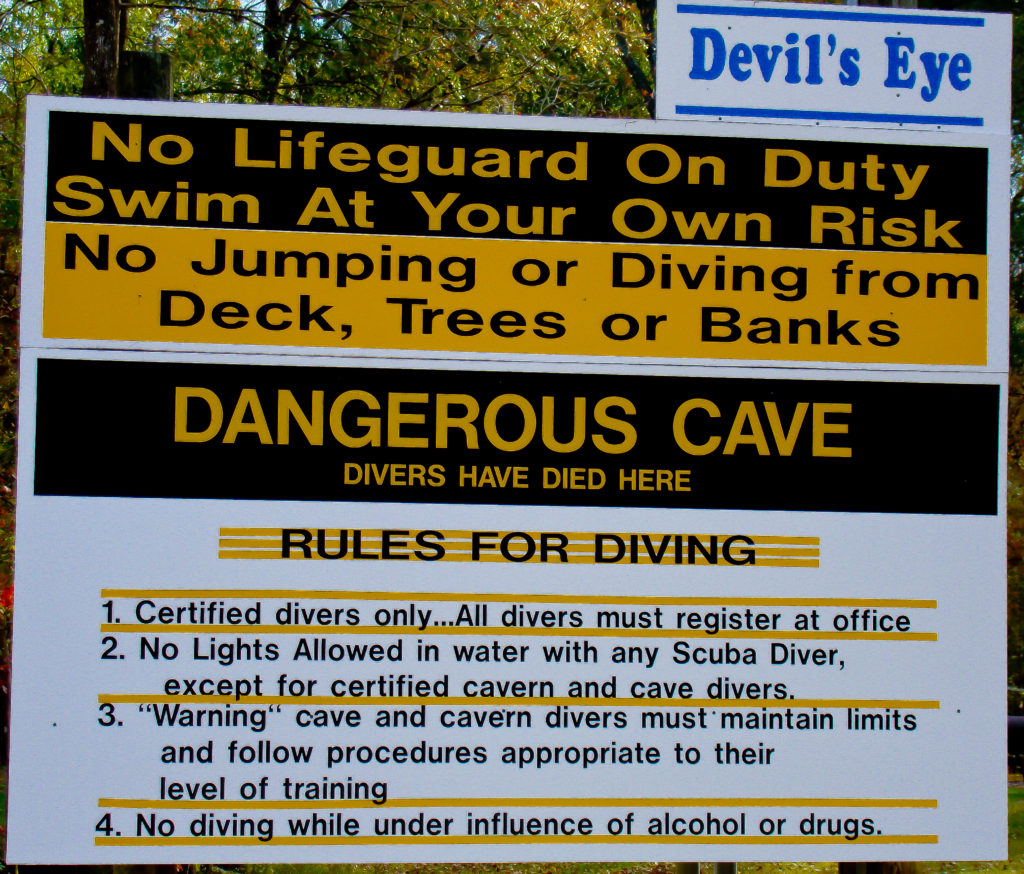 Devil's Eye
No Lifeguard On Duty
Swim At Your Own Risk
No Jumping or Diving from
Deck, Trees or Banks
DANGEROUS CAVE
DIVERS HAVE DIED HERE
RULES FOR DIVING
1. Certified divers only...All divers must register at office
2. No Lights Allowed in water with any Scuba Diver,
except for certified cavern and cave divers.
3. "Warning" cave and cavern divers must maintain limits
and follow procedures appropriate to their
level of training
4. No diving while under influence of alcohol or drugs.